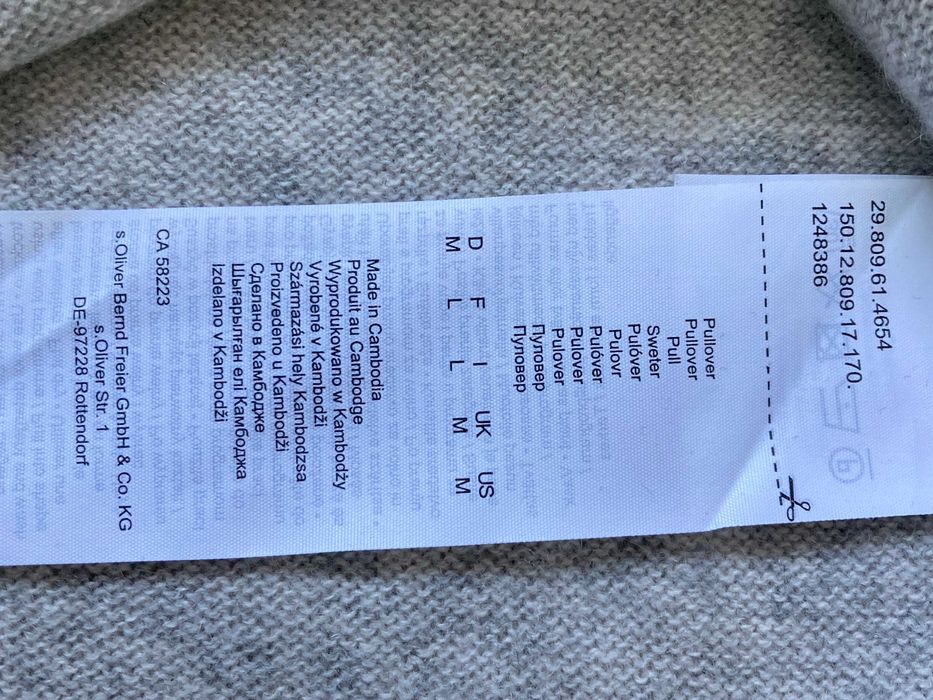 29.809.61.4654
150.12.809.17.170.
1248386
Pullover
Pullover
Pull
Sweter
Pulóver
Pulovr
Pulóver
Pulover
Pulover
Пуловер
Пуловер
D F I UK US
M L L M M
Made in Cambodia
Produit au Cambodge
Wyprodukowano w Kambodży
Vyrobené v Kambodži
Származási hely Kambodzsa
Proizvedeno u Kambodži
Сделано в Камбодже
Шығарылған елі Камбоджа
Izdelano v Kambodži
CA 58223
s.Oliver Bernd Freier GmbH & Co. KG
s.Oliver Str. 1
DE-97228 Rottendorf